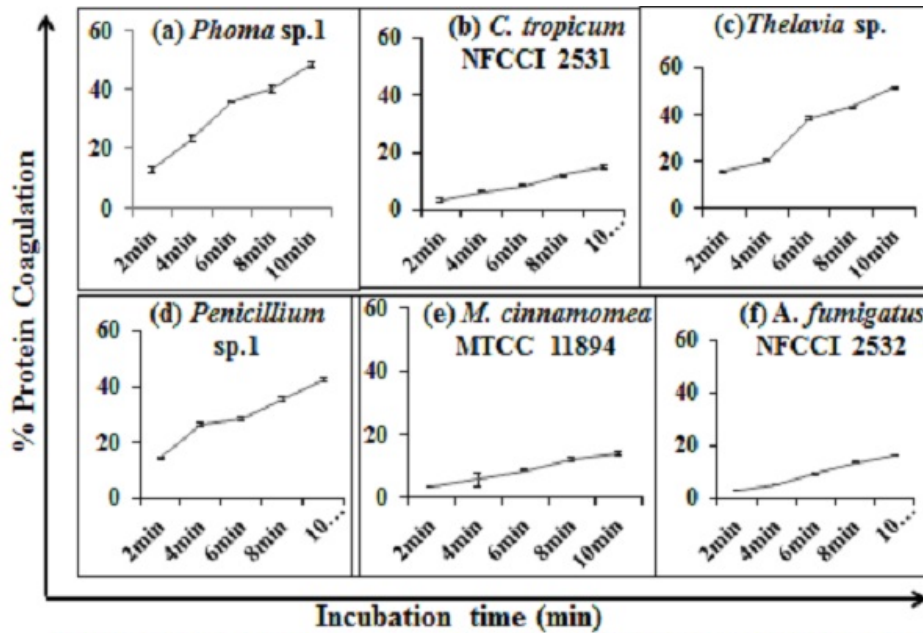 % Protein Coagulation
(a) Phoma sp.1
60
40
20
0
2min
4min
6min
8min
10min
(b) C. tropicum
NFCCI 2531
60
40
20
0
2min
4min
6min
8min
10...
(c)Thelavia sp.
60
40
20
0
2min
4min
6min
8min
10min
(d) Penicillium
sp.1
60
40
20
0
2min
4min
6min
8min
10...
(e) M. cinnamomea
MTCC 11894
60
40
20
0
2min
4min
6min
8min
10min
(f) A. fumigatus
NFCCI 2532
60
40
20
0
2min
4min
6min
8min
10...
Incubation time (min)